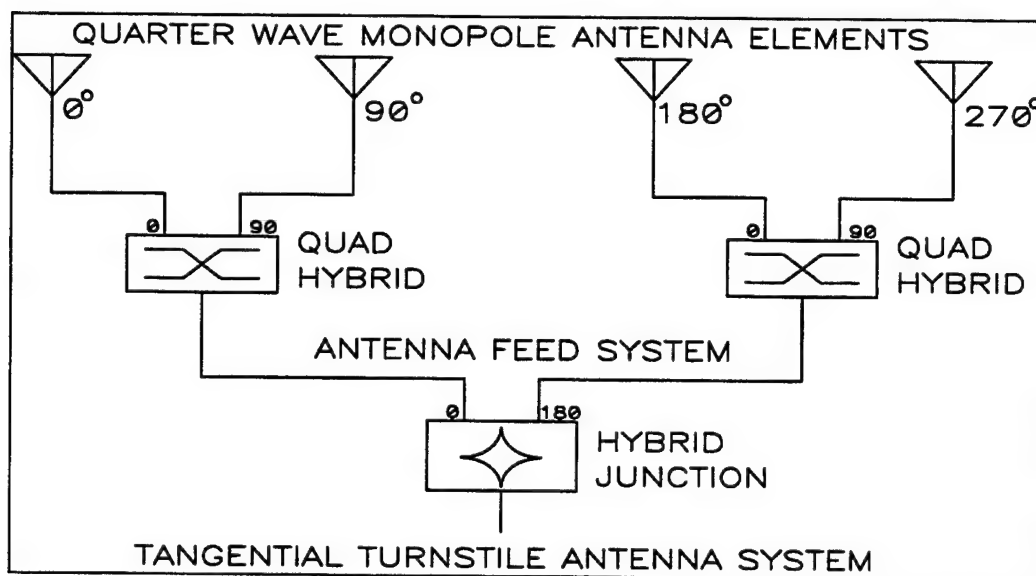 QUARTER WAVE MONOPOLE ANTENNA ELEMENTS
0° 90° 180° 270°
0 90 QUAD HYBRID
0 90 QUAD HYBRID
ANTENNA FEED SYSTEM
0 180 HYBRID JUNCTION
TANGENTIAL TURNSTILE ANTENNA SYSTEM